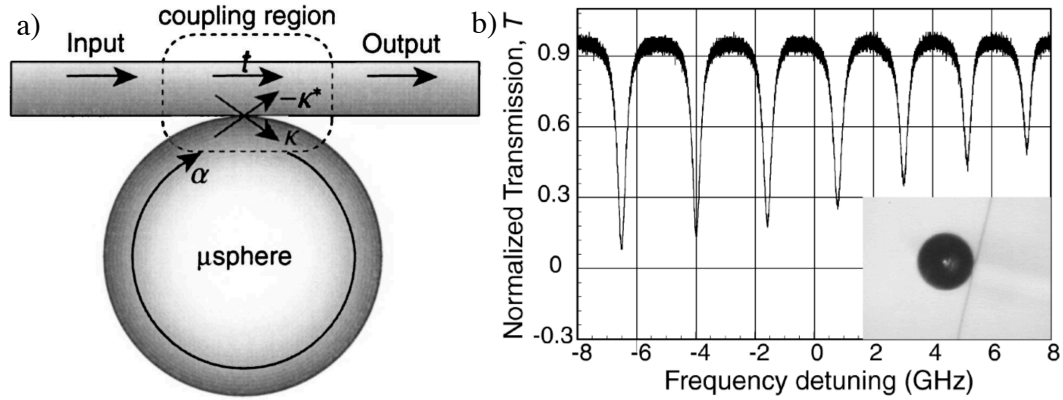 a)
coupling region
Input
Output
t
−κ*
κ
α
μsphere
b)
Normalized Transmission, T
0.9
0.6
0.3
0
-0.3
-8 -6 -4 -2 0 2 4 6 8
Frequency detuning (GHz)